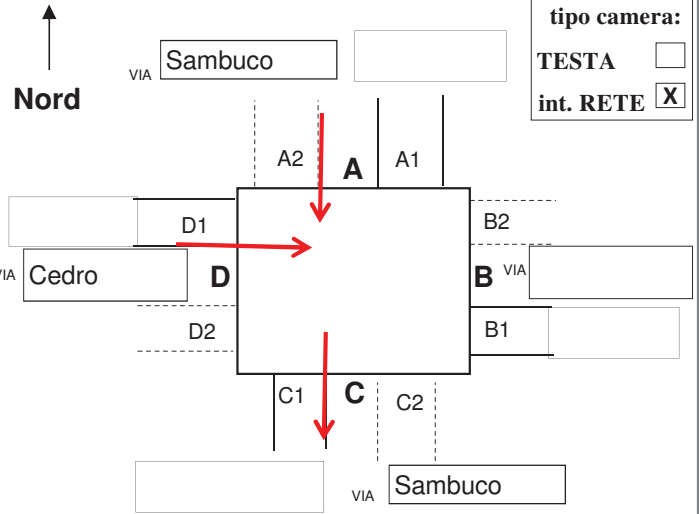 tipo camera:
VIA Sambuco
TESTA
Nord
int. RETE X
A2 A A1
D1
B2
VIA Cedro
D
B VIA
D2
B1
C1 C C2
VIA Sambuco